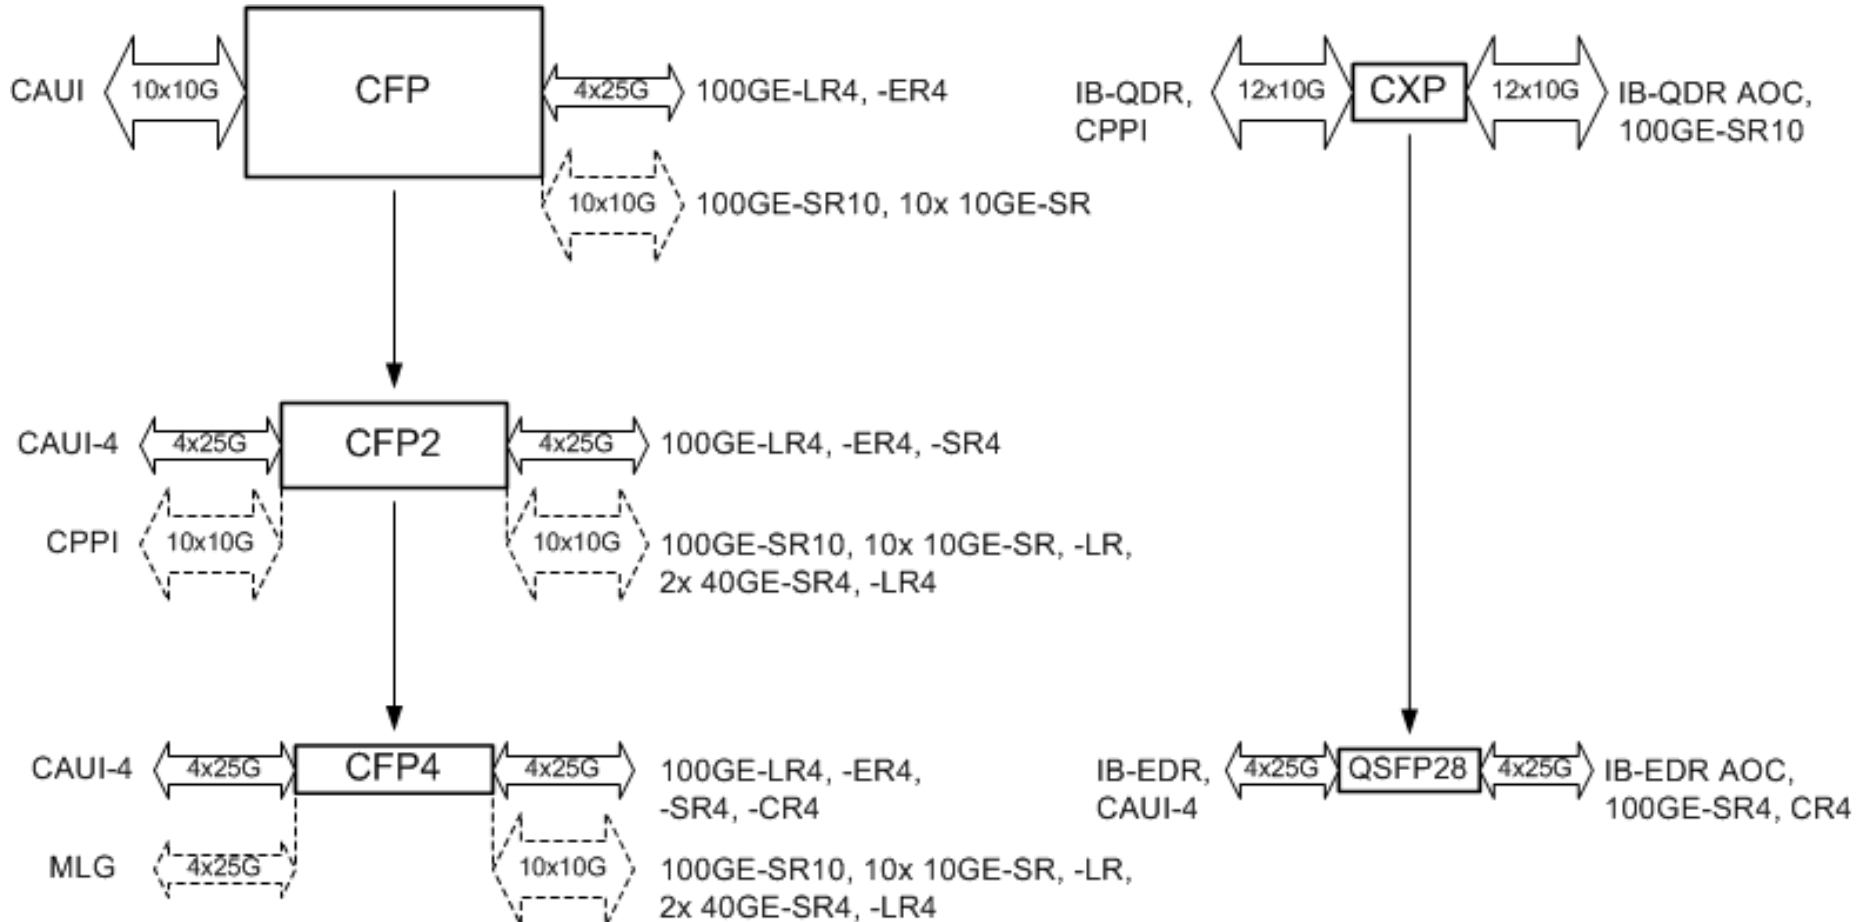 CAUI
10x10G
CFP
4x25G
100GE-LR4, -ER4
10x10G
100GE-SR10, 10x 10GE-SR
CAUI-4
4x25G
CFP2
4x25G
100GE-LR4, -ER4, -SR4
CPPI
10x10G
10x10G
100GE-SR10, 10x 10GE-SR, -LR,
2x 40GE-SR4, -LR4
CAUI-4
4x25G
CFP4
4x25G
100GE-LR4, -ER4,
-SR4, -CR4
MLG
4x25G
10x10G
100GE-SR10, 10x 10GE-SR, -LR,
2x 40GE-SR4, -LR4
IB-QDR,
CPPI
12x10G
CXP
12x10G
IB-QDR AOC,
100GE-SR10
IB-EDR,
CAUI-4
4x25G
QSFP28
4x25G
IB-EDR AOC,
100GE-SR4, CR4